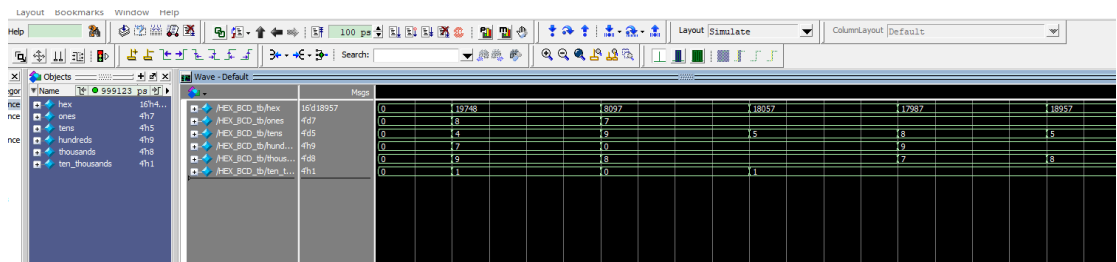 Layout Bookmarks Window Help
Help 100 ps Layout Simulate ColumnLayout Default
Search:
Objects Wave - Default
Name 999123 ps Msgs
hex 16'h4...
ones 4'h7
tens 4'h5
hundreds 4'h9
thousands 4'h8
ten_thousands 4'h1
/HEX_BCD_tb/hex 16'd18957 0 19748 8097 18057 17987 18957
/HEX_BCD_tb/ones 4'd7 0 8 7
/HEX_BCD_tb/tens 4'd5 0 4 9 5 8 5
/HEX_BCD_tb/hund... 4'h9 0 7 0 9
/HEX_BCD_tb/thous... 4'd8 0 9 8 7 8
/HEX_BCD_tb/ten_t... 4'h1 0 1 0 1